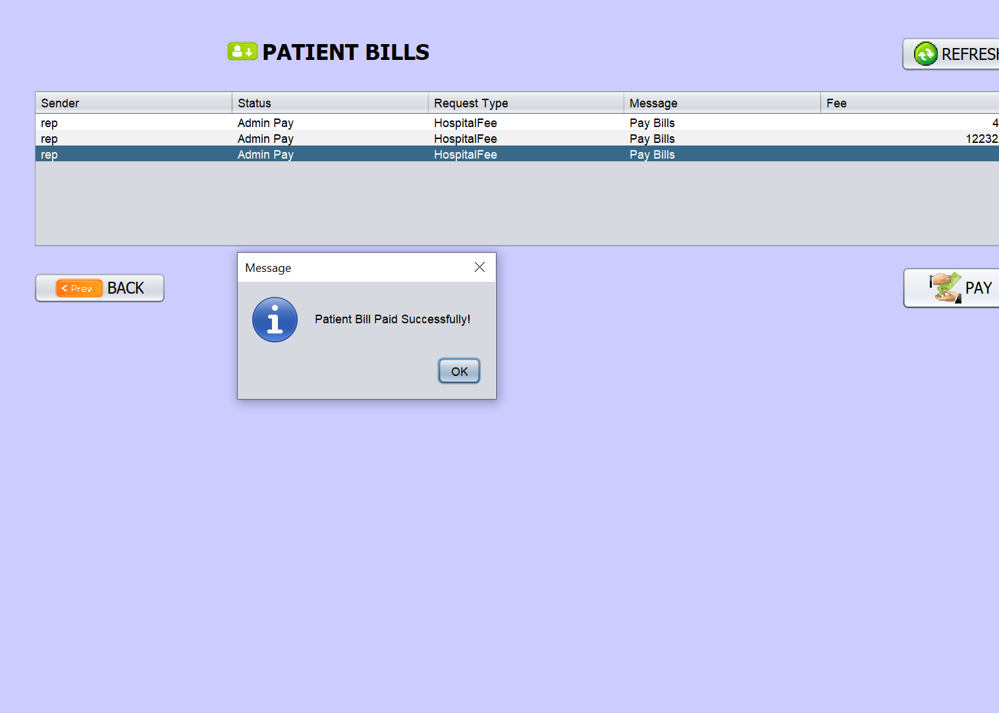 PATIENT BILLS
REFRESH
Sender Status Request Type Message Fee
rep Admin Pay HospitalFee Pay Bills 4
rep Admin Pay HospitalFee Pay Bills 12232
rep Admin Pay HospitalFee Pay Bills
Message
< Prev BACK
PAY
Patient Bill Paid Successfully!
OK